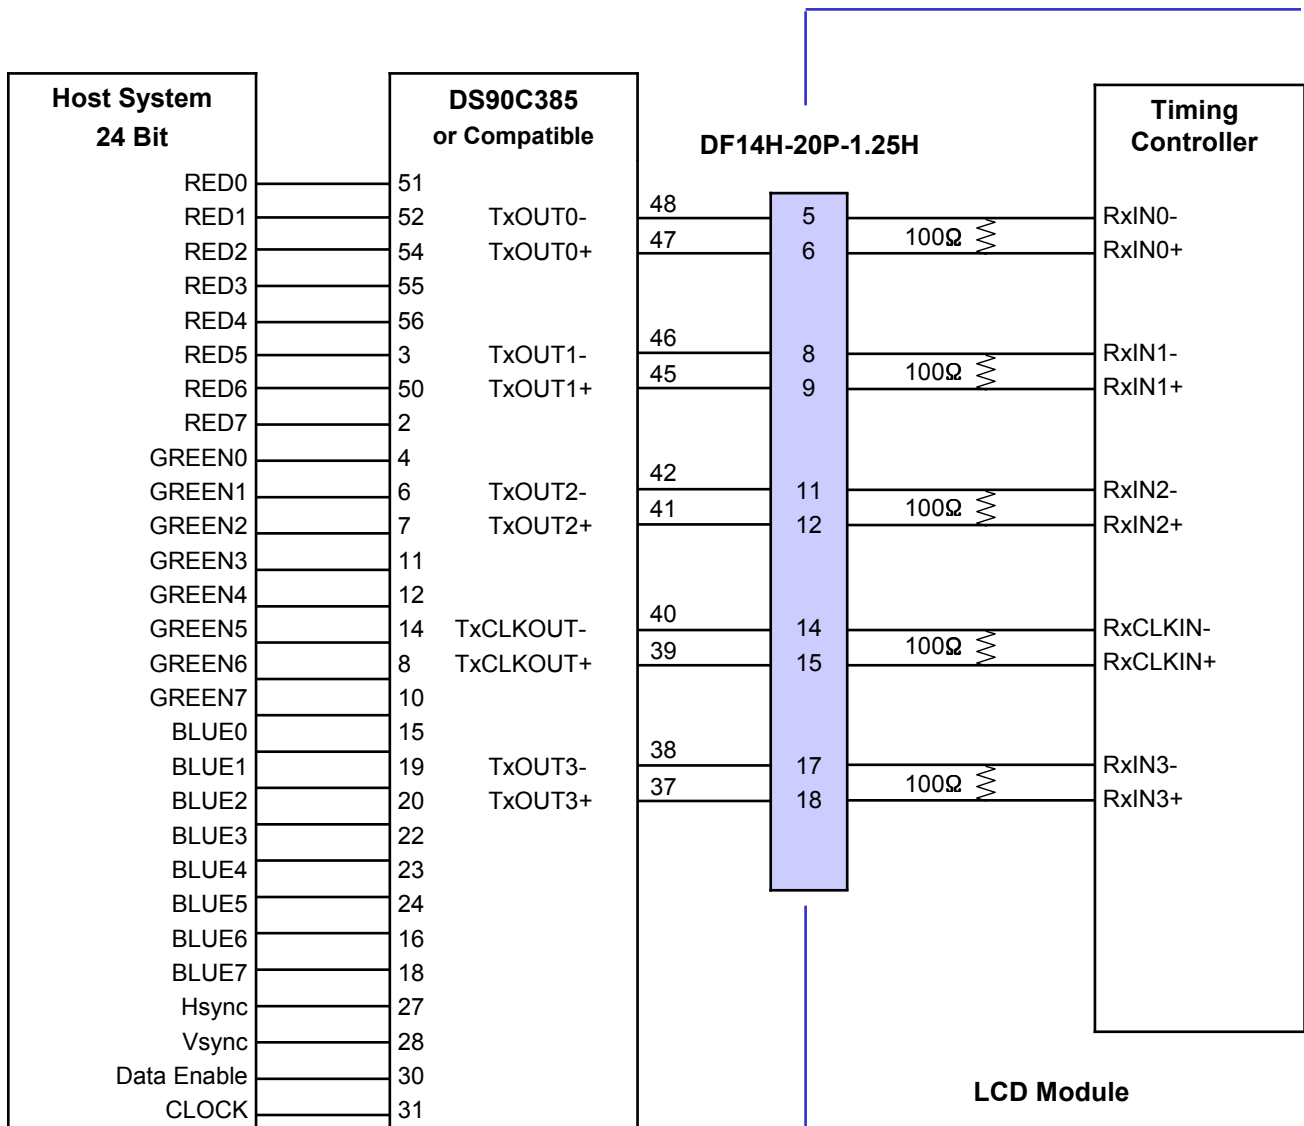 Host System
24 Bit
DS90C385
or Compatible
DF14H-20P-1.25H
Timing
Controller
RED0 51
RED1 52 TxOUT0- 48 5 RxIN0-
100Ω
RED2 54 TxOUT0+ 47 6 RxIN0+
RED3 55
RED4 56
RED5 3 TxOUT1- 46 8 RxIN1-
100Ω
RED6 50 TxOUT1+ 45 9 RxIN1+
RED7 2
GREEN0 4
GREEN1 6 TxOUT2- 42 11 RxIN2-
100Ω
GREEN2 7 TxOUT2+ 41 12 RxIN2+
GREEN3 11
GREEN4 12
GREEN5 14 TxCLKOUT- 40 14 RxCLKIN-
100Ω
GREEN6 8 TxCLKOUT+ 39 15 RxCLKIN+
GREEN7 10
BLUE0 15
BLUE1 19 TxOUT3- 38 17 RxIN3-
100Ω
BLUE2 20 TxOUT3+ 37 18 RxIN3+
BLUE3 22
BLUE4 23
BLUE5 24
BLUE6 16
BLUE7 18
Hsync 27
Vsync 28
Data Enable 30
CLOCK 31
LCD Module